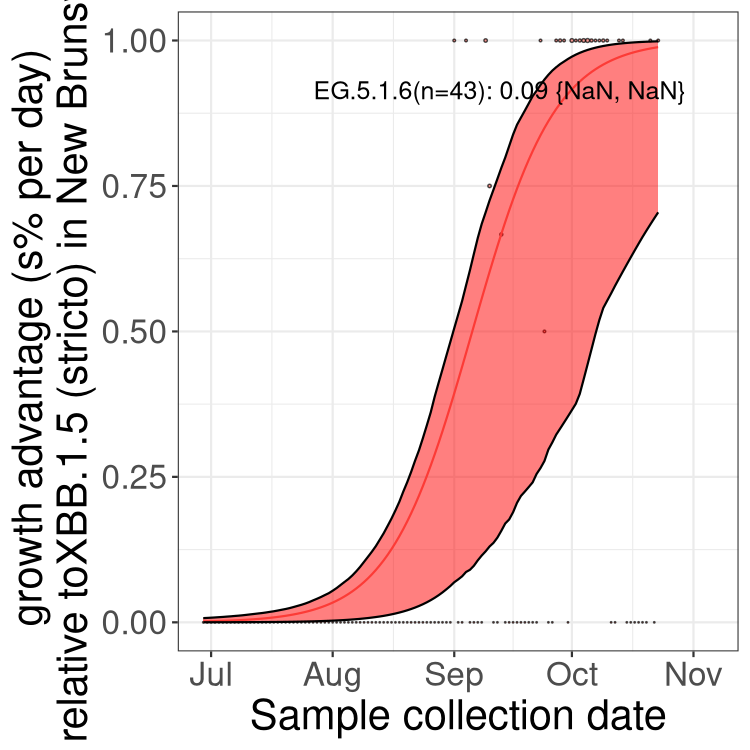 growth advantage (s% per day)
relative toXBB.1.5 (stricto) in New Bruns
1.00
0.75
0.50
0.25
0.00
EG.5.1.6(n=43): 0.09 {NaN, NaN}
Jul Aug Sep Oct Nov
Sample collection date